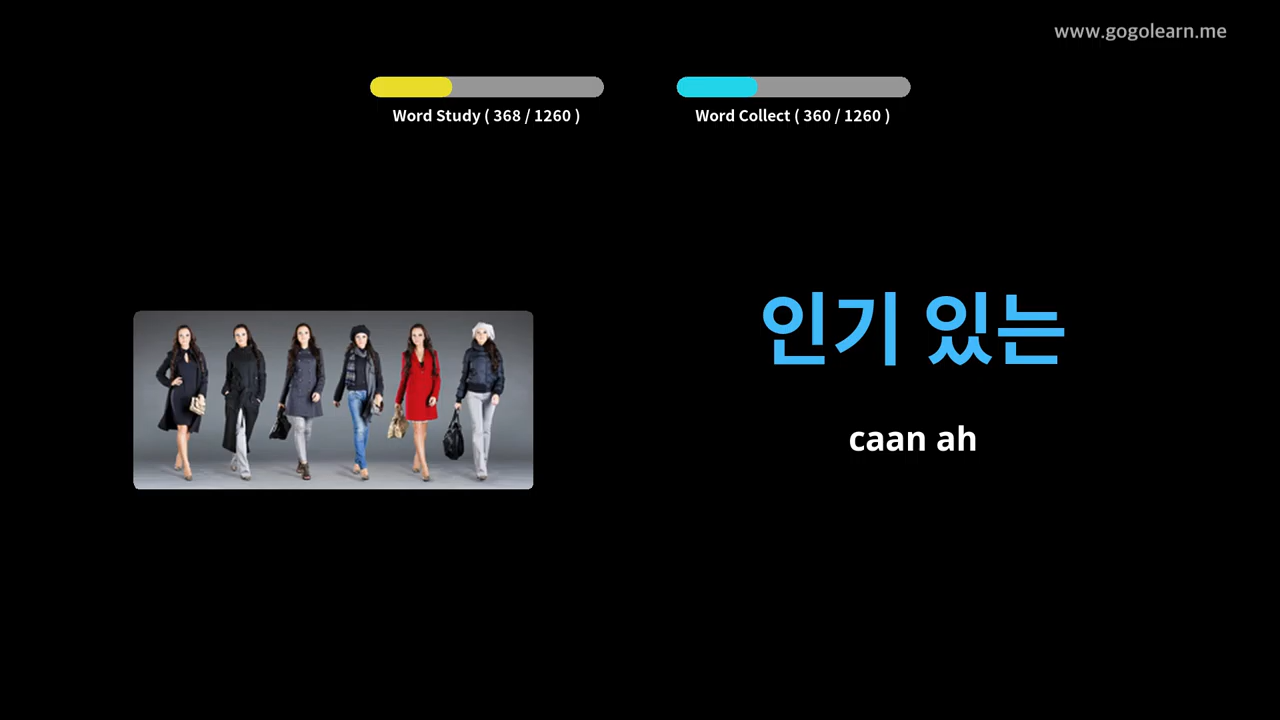 www.gogolearn.me
Word Study ( 368 / 1260 )
Word Collect ( 360 / 1260 )
인기 있는
caan ah